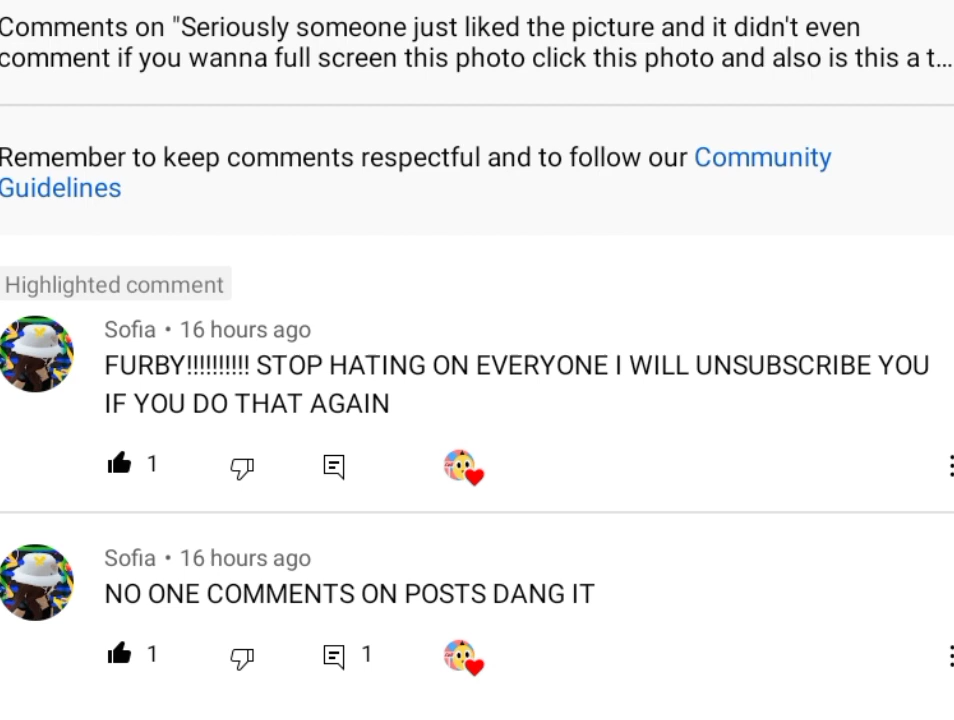 Comments on "Seriously someone just liked the picture and it didn't even
comment if you wanna full screen this photo click this photo and also is this a t...
Remember to keep comments respectful and to follow our Community
Guidelines
Highlighted comment
Sofia • 16 hours ago
FURBY!!!!!!!!!! STOP HATING ON EVERYONE I WILL UNSUBSCRIBE YOU
IF YOU DO THAT AGAIN
1
Sofia • 16 hours ago
NO ONE COMMENTS ON POSTS DANG IT
1 1